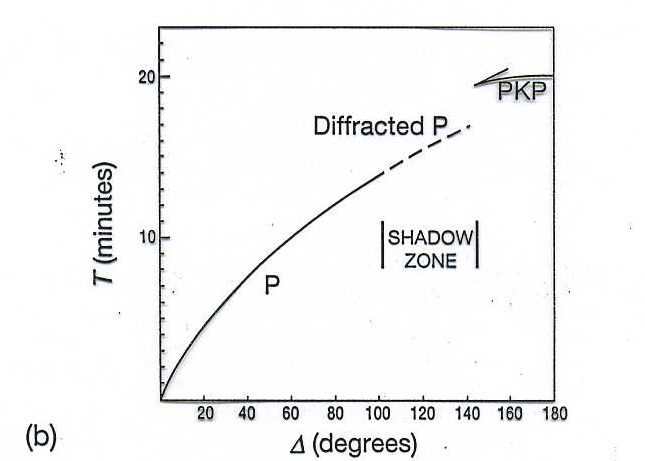 20
PKP
Diffracted P
T (minutes)
10
SHADOW
ZONE
P
20 40 60 80 100 120 140 160 180
(b)
Δ (degrees)